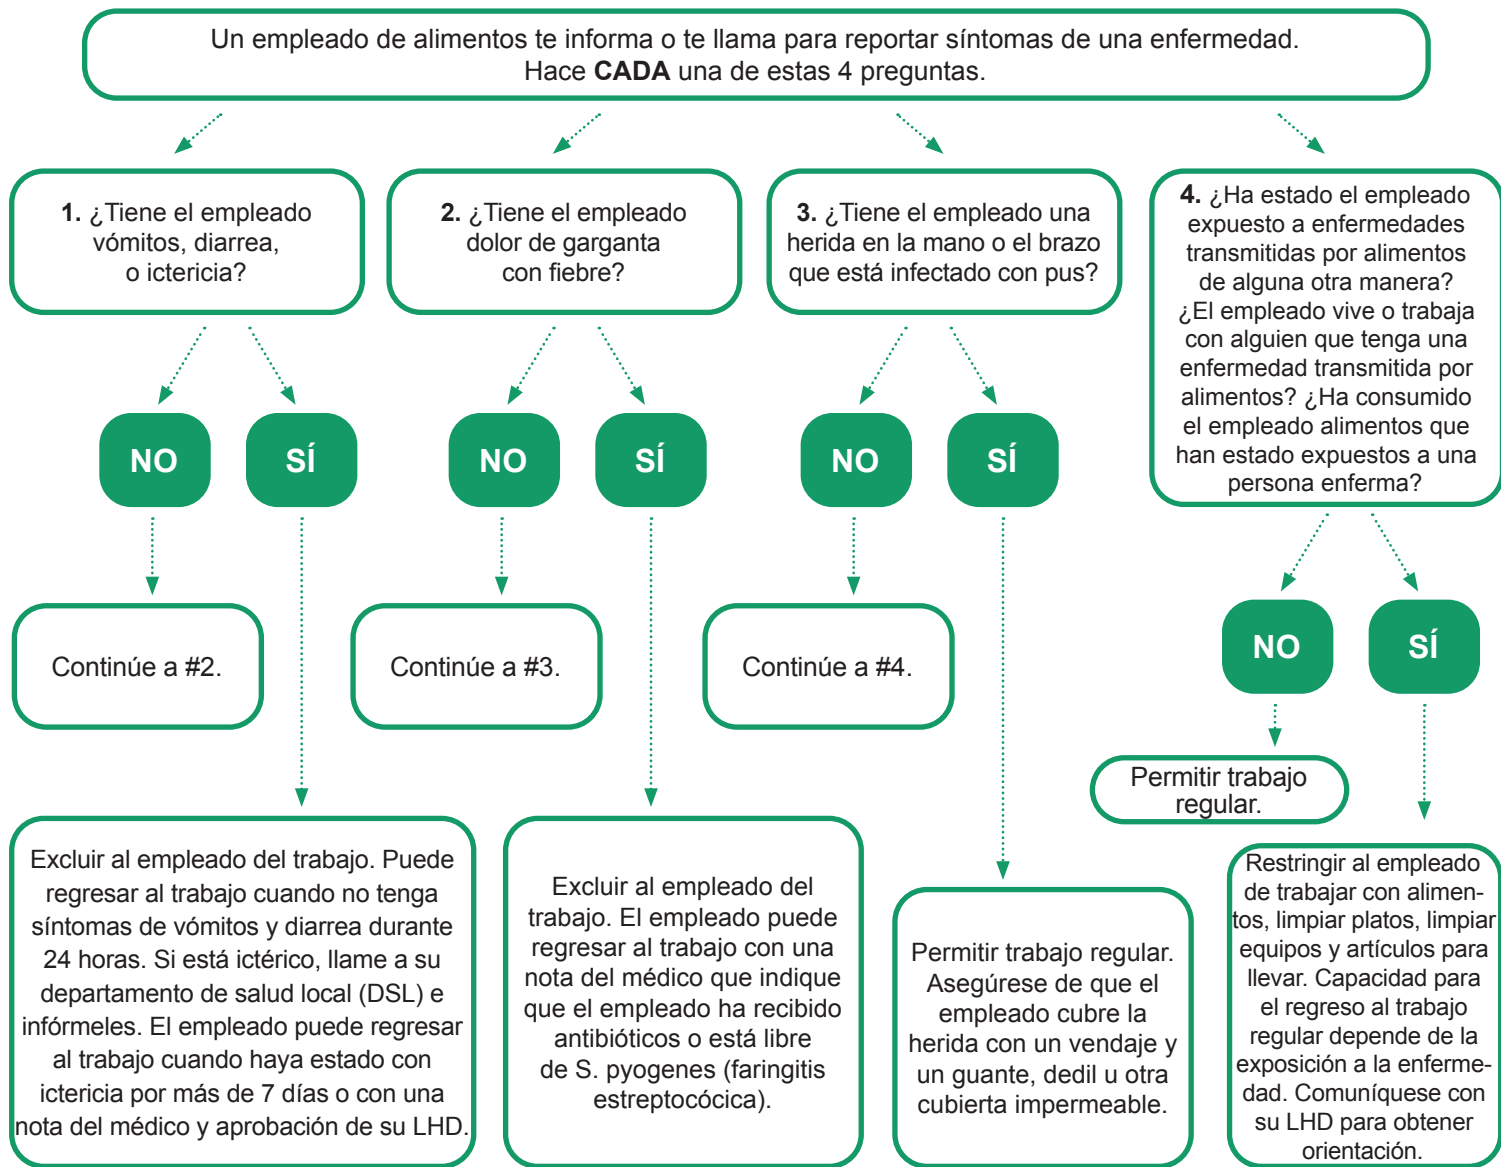 Un empleado de alimentos te informa o te llama para reportar síntomas de una enfermedad.
Hace CADA una de estas 4 preguntas.
1. ¿Tiene el empleado
vómitos, diarrea,
o ictericia?
2. ¿Tiene el empleado
dolor de garganta
con fiebre?
3. ¿Tiene el empleado una
herida en la mano o el brazo
que está infectado con pus?
4. ¿Ha estado el empleado
expuesto a enfermedades
transmitidas por alimentos
de alguna otra manera?
¿El empleado vive o trabaja
con alguien que tenga una
enfermedad transmitida por
alimentos? ¿Ha consumido
el empleado alimentos que
han estado expuestos a una
persona enferma?
NO
SÍ
NO
SÍ
NO
SÍ
NO
SÍ
Continúe a #2.
Continúe a #3.
Continúe a #4.
Permitir trabajo
regular.
Excluir al empleado del trabajo. Puede
regresar al trabajo cuando no tenga
síntomas de vómitos y diarrea durante
24 horas. Si está ictérico, llame a su
departamento de salud local (DSL) e
infórmeles. El empleado puede regresar
al trabajo cuando haya estado con
ictericia por más de 7 días o con una
nota del médico y aprobación de su LHD.
Excluir al empleado del
trabajo. El empleado puede
regresar al trabajo con una
nota del médico que indique
que el empleado ha recibido
antibióticos o está libre
de S. pyogenes (faringitis
estreptocócica).
Permitir trabajo regular.
Asegúrese de que el
empleado cubre la
herida con un vendaje y
un guante, dedil u otra
cubierta impermeable.
Restringir al empleado
de trabajar con alimen-
tos, limpiar platos, limpiar
equipos y artículos para
llevar. Capacidad para
el regreso al trabajo
regular depende de la
exposición a la enferme-
dad. Comuníquese con
su LHD para obtener
orientación.